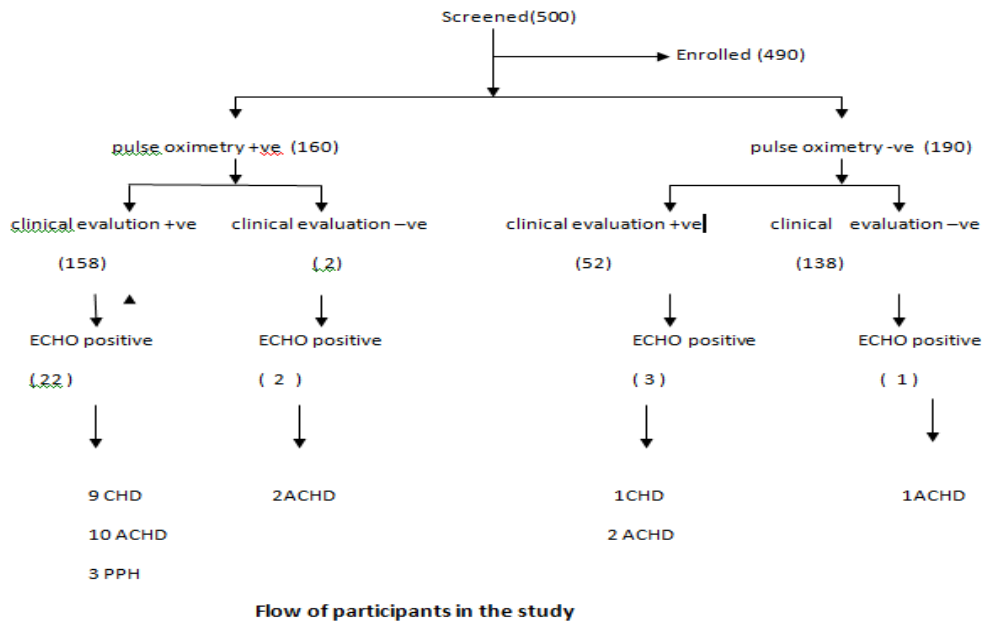 Screened(500)
Enrolled (490)
pulse oximetry +ve (160)
pulse oximetry -ve (190)
clinical evalution +ve
clinical evaluation –ve
clinical evaluation +ve
clinical evaluation –ve
(158)
( 2)
(52)
(138)
ECHO positive
ECHO positive
ECHO positive
ECHO positive
( 22 )
( 2 )
( 3 )
( 1 )
9 CHD
2ACHD
1CHD
1ACHD
10 ACHD
2 ACHD
3 PPH
Flow of participants in the study